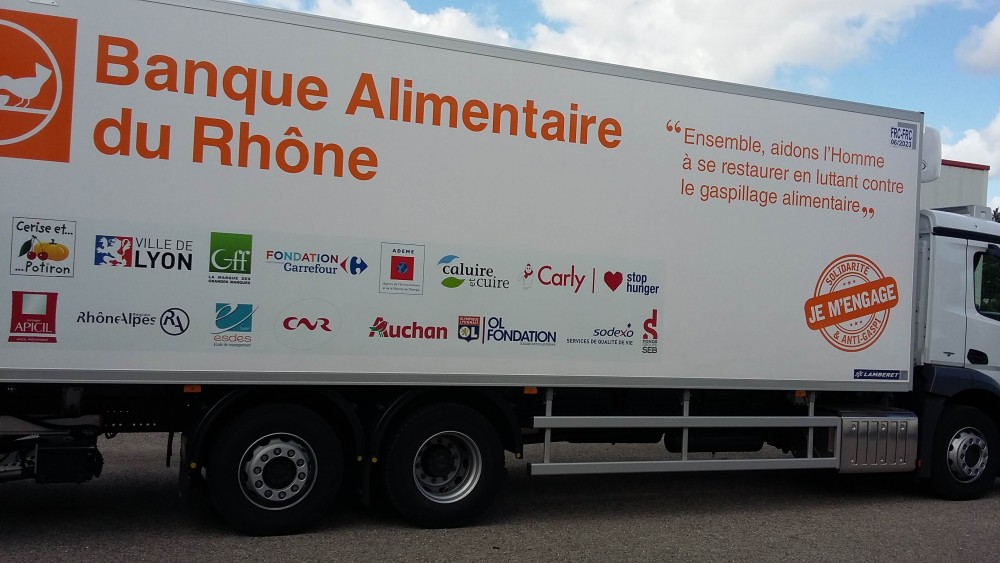 Banque Alimentaire
du Rhône
“Ensemble, aidons l'Homme
à se restaurer en luttant contre
le gaspillage alimentaire„
FRC-FRC
06/2023
Cerise et...
...Potiron
VILLE DE
LYON
Gff
LA MARQUE DES
GRANDES MARQUES
FONDATION
Carrefour
ADEME
caluire
et cuire
Carly
stop
hunger
APICIL
RhôneAlpes
RA
esdes
CNR
Auchan
OL
OL
FONDATION
sodexo
SERVICES DE QUALITÉ DE VIE
FONDS
SEB
SOLIDARITÉ
JE M'ENGAGE
& ANTI-GASPI
LAMBERET